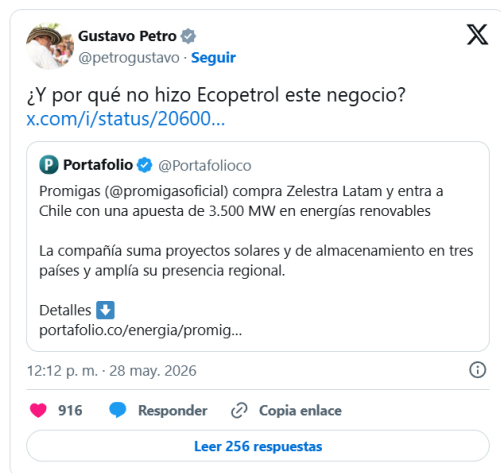 Gustavo Petro
@petrogustavo · Seguir
¿Y por qué no hizo Ecopetrol este negocio?
x.com/i/status/20600...
Portafolio @Portafolioco
Promigas (@promigasoficial) compra Zelestra Latam y entra a
Chile con una apuesta de 3.500 MW en energías renovables
La compañía suma proyectos solares y de almacenamiento en tres
países y amplía su presencia regional.
Detalles ⬇️
portafolio.co/energia/promig...
12:12 p. m. · 28 may. 2026
916 Responder Copia enlace
Leer 256 respuestas